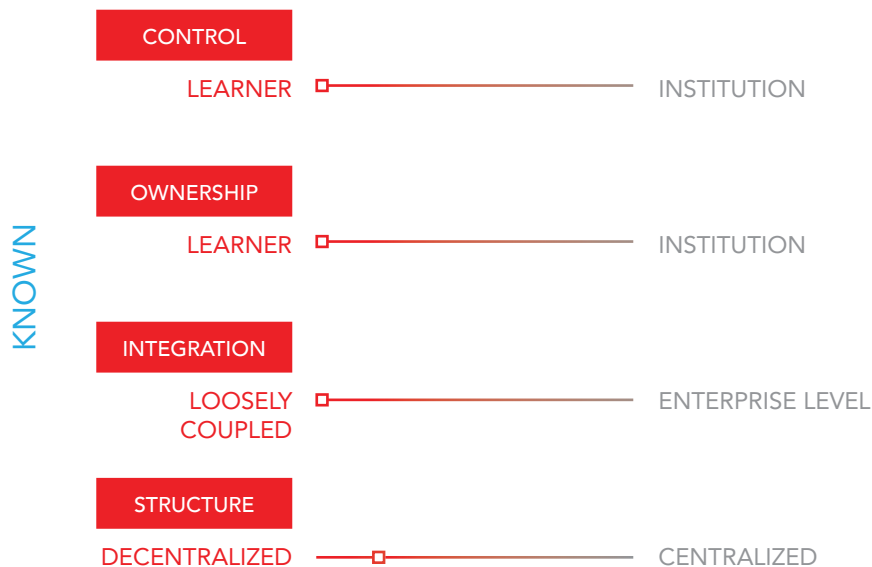 KNOWN
CONTROL
LEARNER
INSTITUTION
OWNERSHIP
LEARNER
INSTITUTION
INTEGRATION
LOOSELY
COUPLED
ENTERPRISE LEVEL
STRUCTURE
DECENTRALIZED
CENTRALIZED